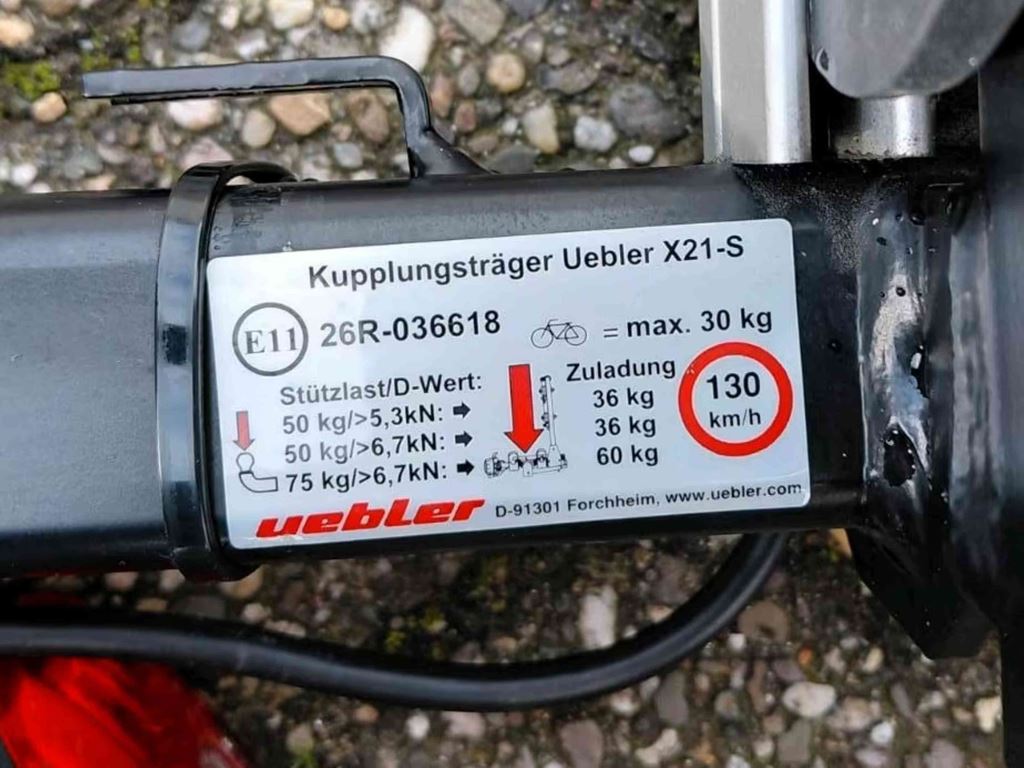 Kupplungsträger Uebler X21-S
E11 26R-036618 = max. 30 kg
Stützlast/D-Wert: Zuladung
50 kg/>5,3kN: 36 kg
50 kg/>6,7kN: 36 kg
75 kg/>6,7kN: 60 kg
130
km/h
uebler D-91301 Forchheim, www.uebler.com